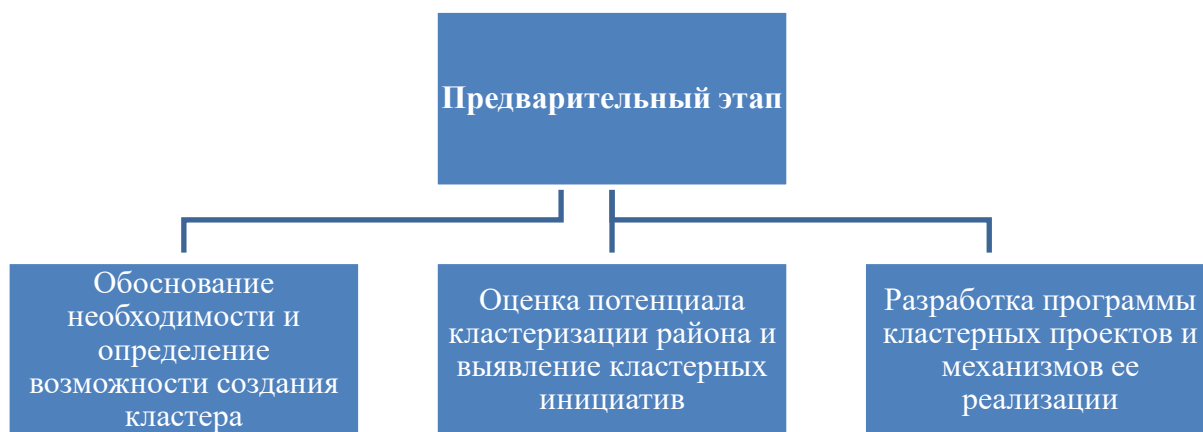 Предварительный этап
Обоснование
необходимости и
определение
возможности создания
кластера
Оценка потенциала
кластеризации района и
выявление кластерных
инициатив
Разработка программы
кластерных проектов и
механизмов ее
реализации